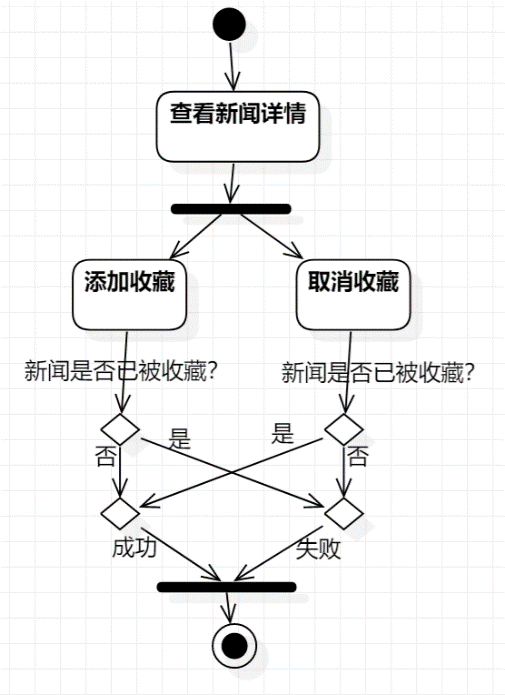 查看新闻详情
添加收藏
取消收藏
新闻是否已被收藏？
新闻是否已被收藏？
否
是
是
否
成功
失败